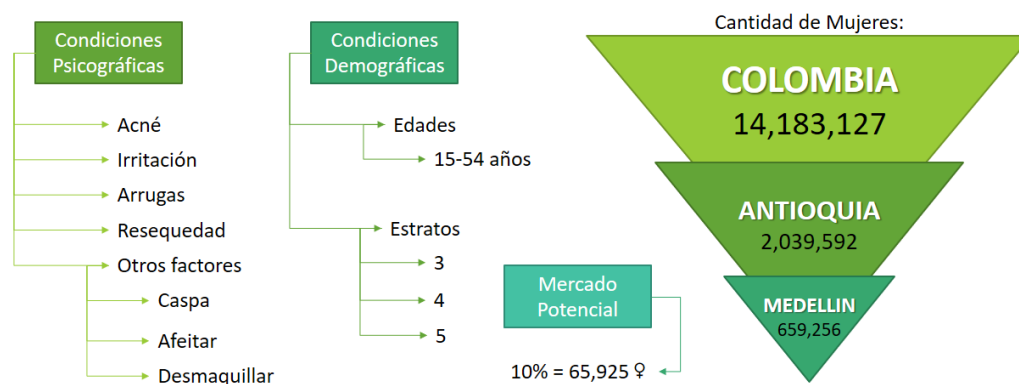 Condiciones
Psicográficas
Acné
Irritación
Arrugas
Resequedad
Otros factores
Caspa
Afeitar
Desmaquillar
Condiciones
Demográficas
Edades
15-54 años
Estratos
3
4
5
Mercado
Potencial
10% = 65,925 ♀
Cantidad de Mujeres:
COLOMBIA
14,183,127
ANTIOQUIA
2,039,592
MEDELLIN
659,256